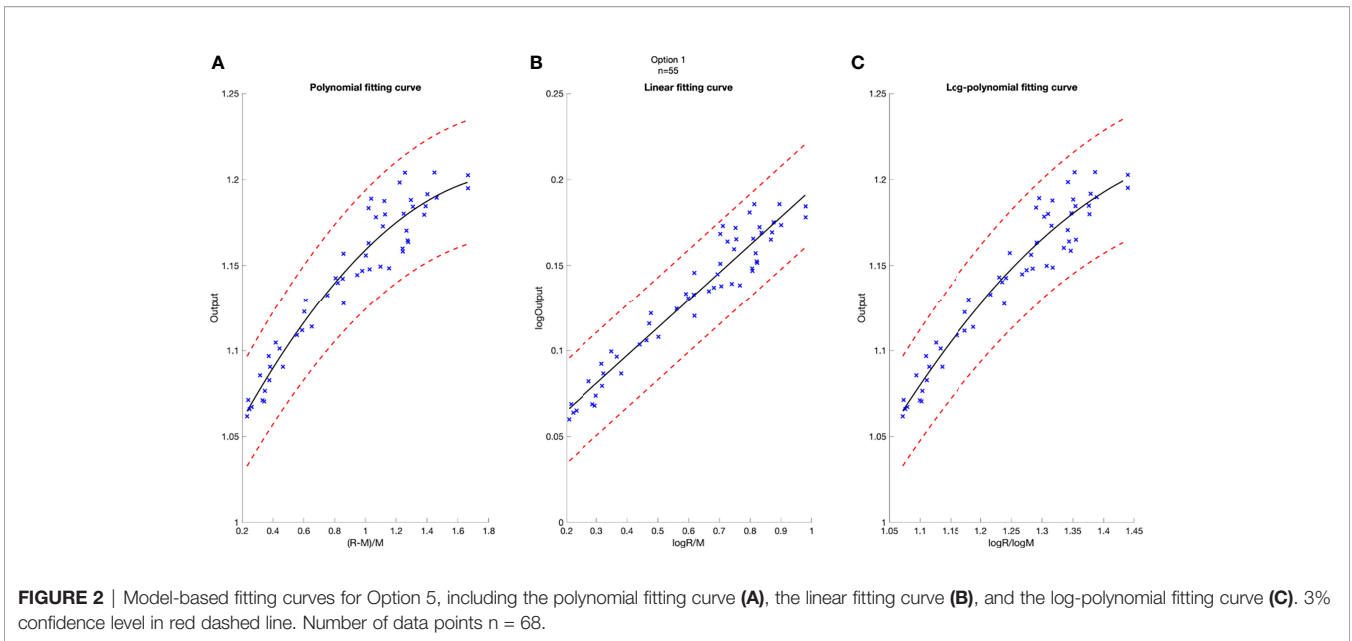 A
Polynomial fitting curve
1.25
1.2
1.15
1.1
1.05
1
Output
0.2 0.4 0.6 0.8 1 1.2 1.4 1.6 1.8
(R-M)/M
B
Option 1
n=55
Linear fitting curve
0.25
0.2
0.15
0.1
0.05
0
logOutput
0.2 0.3 0.4 0.5 0.6 0.7 0.8 0.9 1
logR/M
C
Log-polynomial fitting curve
1.25
1.2
1.15
1.1
1.05
1
Output
1.05 1.1 1.15 1.2 1.25 1.3 1.35 1.4 1.45
logR/logM
FIGURE 2 | Model-based fitting curves for Option 5, including the polynomial fitting curve (A), the linear fitting curve (B), and the log-polynomial fitting curve (C). 3%
confidence level in red dashed line. Number of data points n = 68.